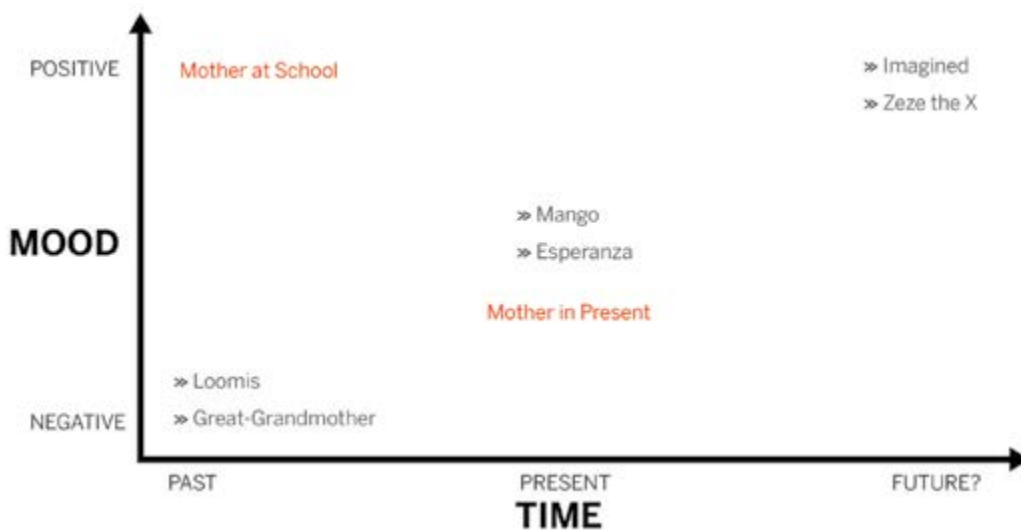 POSITIVE
Mother at School
» Imagined
» Zeze the X
» Mango
MOOD
» Esperanza
Mother in Present
» Loomis
NEGATIVE
» Great-Grandmother
PAST
PRESENT
FUTURE?
TIME